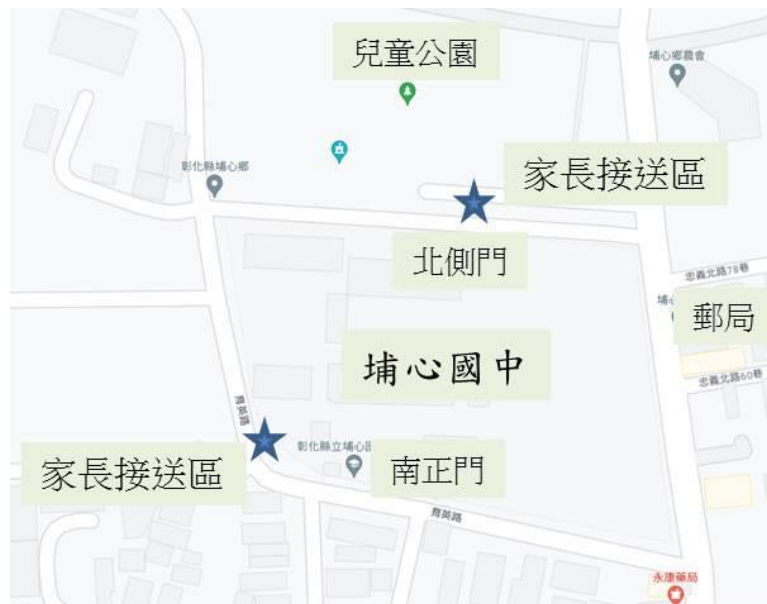 兒童公園
埔心鄉農會
彰化縣埔心鄉
家長接送區
北側門
忠義北路78巷
埔心
郵局
埔心國中
忠義北路60巷
育英路
彰化縣立埔心國
家長接送區
南正門
育英路
永康藥局